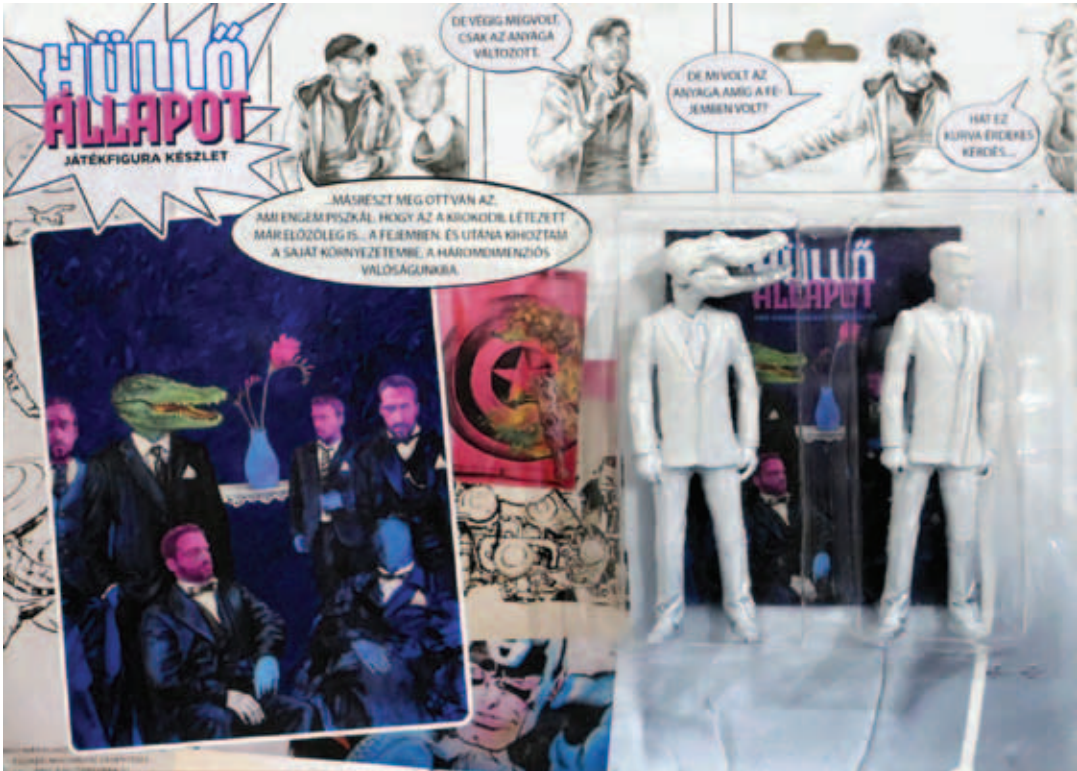 HÜLLŐ
ÁLLAPOT
JÁTÉKFIGURA KÉSZLET
DE VÉGIG MEGVOLT,
CSAK AZ ANYAGA
VÁLTOZOTT.
DE MI VOLT AZ
ANYAGA AMÍG A FE-
JEMBEN VOLT?
HÁT EZ
KURVA ÉRDEKES
KÉRDÉS...
...MÁSRÉSZT MEG OTT VAN AZ,
AMI ENGEM PISZKÁL, HOGY AZ A KROKODIL LÉTEZETT
MÁR ELŐZŐLEG IS... A FEJEMBEN. ÉS UTÁNA KIHOZTAM
A SAJÁT KÖRNYEZETEMBE, A HÁROMDIMENZIÓS
VALÓSÁGUNKBA.
HÜLLŐ
ÁLLAPOT